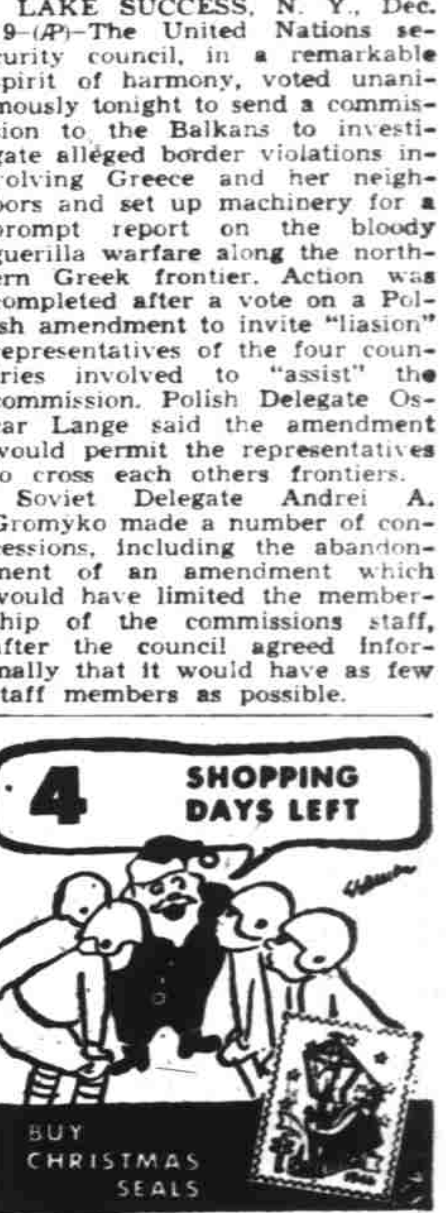 LAKE SUCCESS, N. Y., Dec.
9-(AP)-The United Nations se-
curity council, in a remarkable
spirit of harmony, voted unani-
mously tonight to send a commis-
sion to the Balkans to investi-
gate alleged border violations in-
volving Greece and her neigh-
bors and set up machinery for a
prompt report on the bloody
guerilla warfare along the north-
ern Greek frontier. Action was
completed after a vote on a Pol-
ish amendment to invite "liasion"
representatives of the four coun-
tries involved to "assist" the
commission. Polish Delegate Os-
car Lange said the amendment
would permit the representatives
to cross each others frontiers.
Soviet Delegate Andrei A.
Gromyko made a number of con-
cessions, including the abandon-
ment of an amendment which
would have limited the member-
ship of the commissions staff,
after the council agreed infor-
mally that it would have as few
staff members as possible.
4 SHOPPING
DAYS LEFT
BUY
CHRISTMAS
SEALS